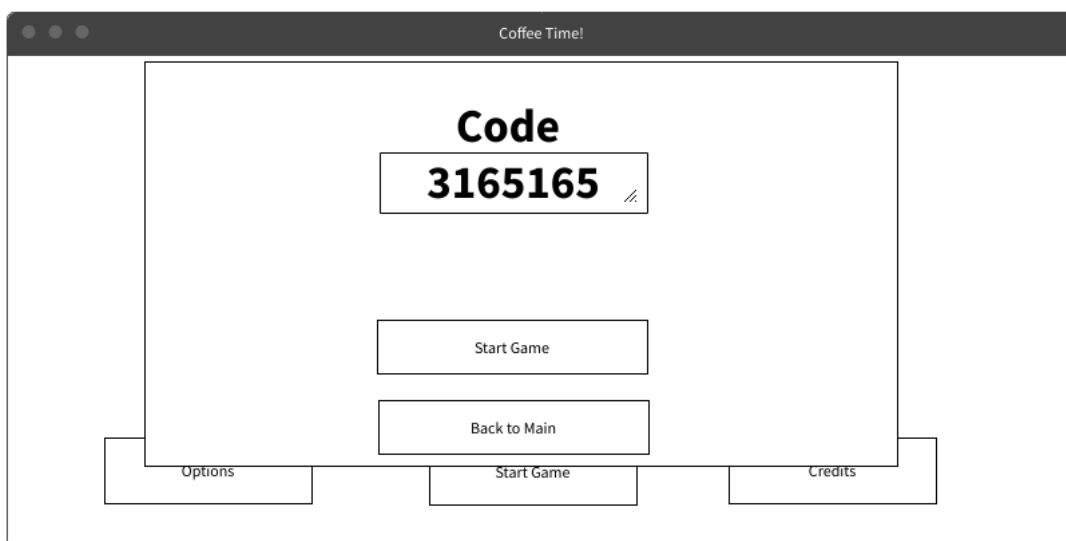 Coffee Time!
Code
3165165
Start Game
Back to Main
Options
Start Game
Credits